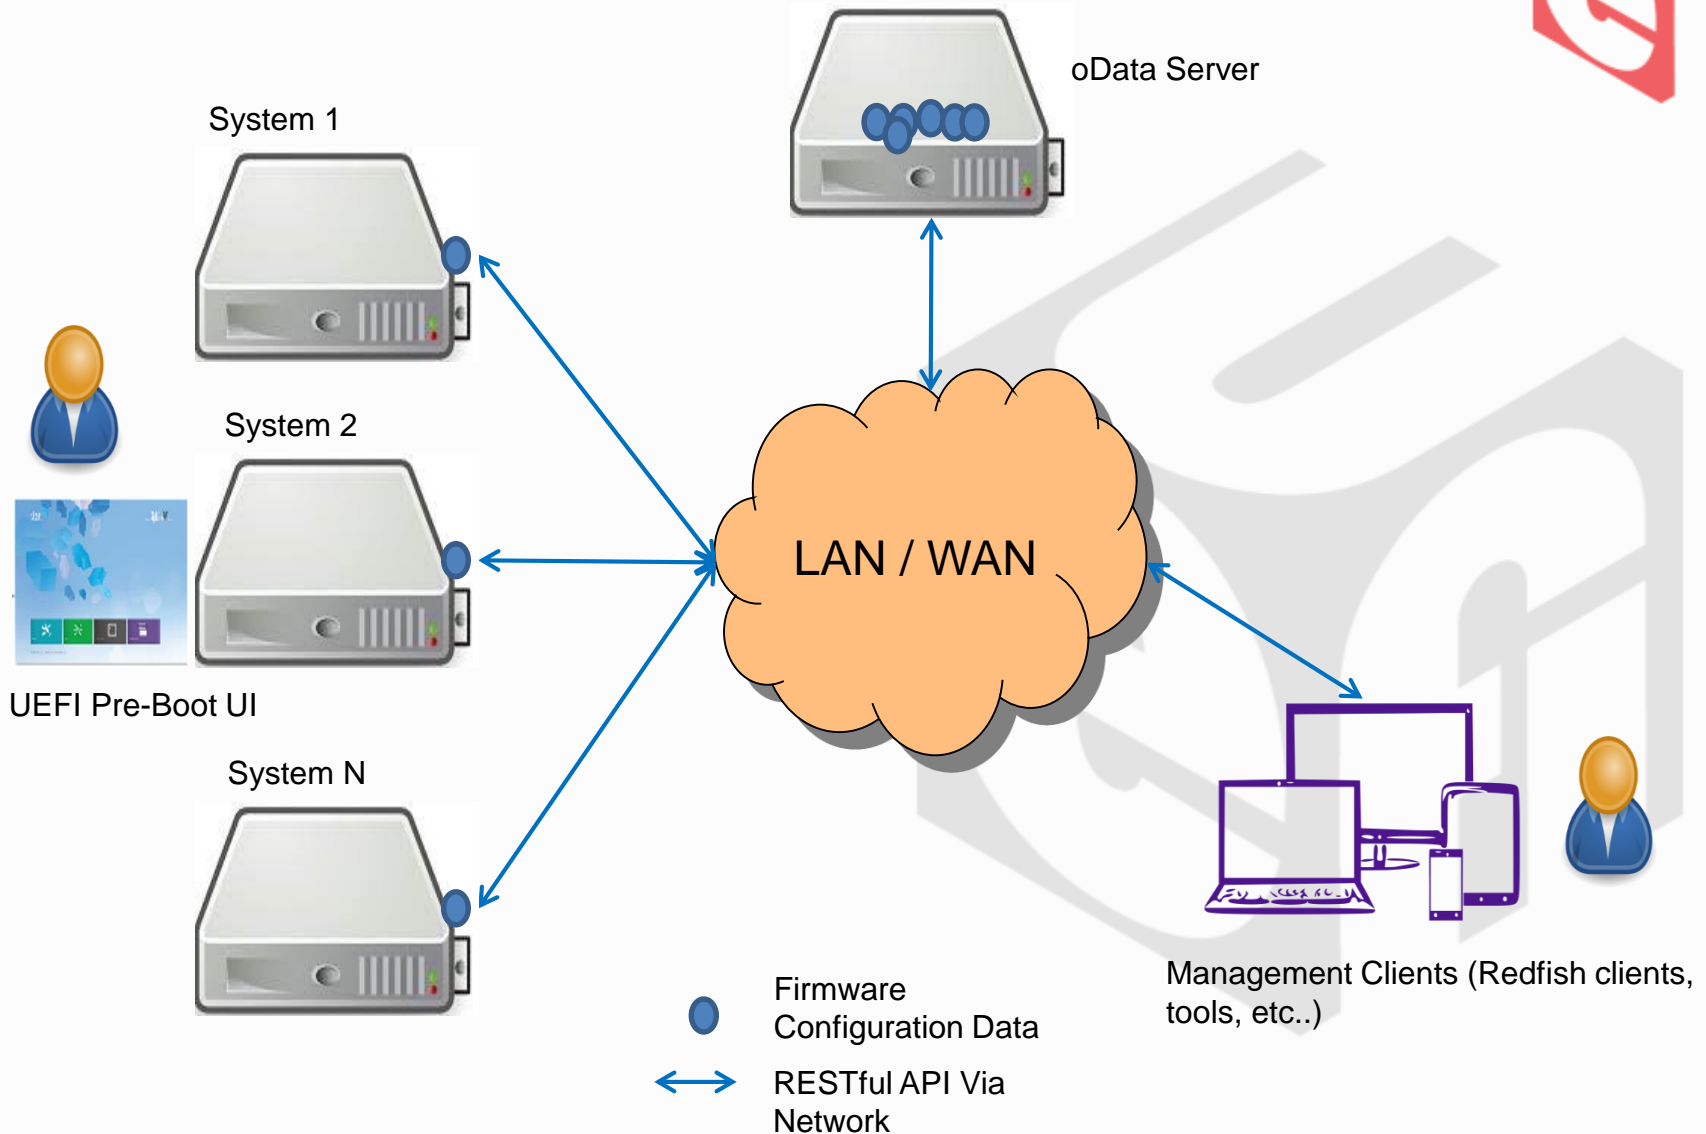 oData Server
System 1
System 2
LAN / WAN
UEFI Pre-Boot UI
System N
Management Clients (Redfish clients,
tools, etc..)
Firmware
Configuration Data
RESTful API Via
Network